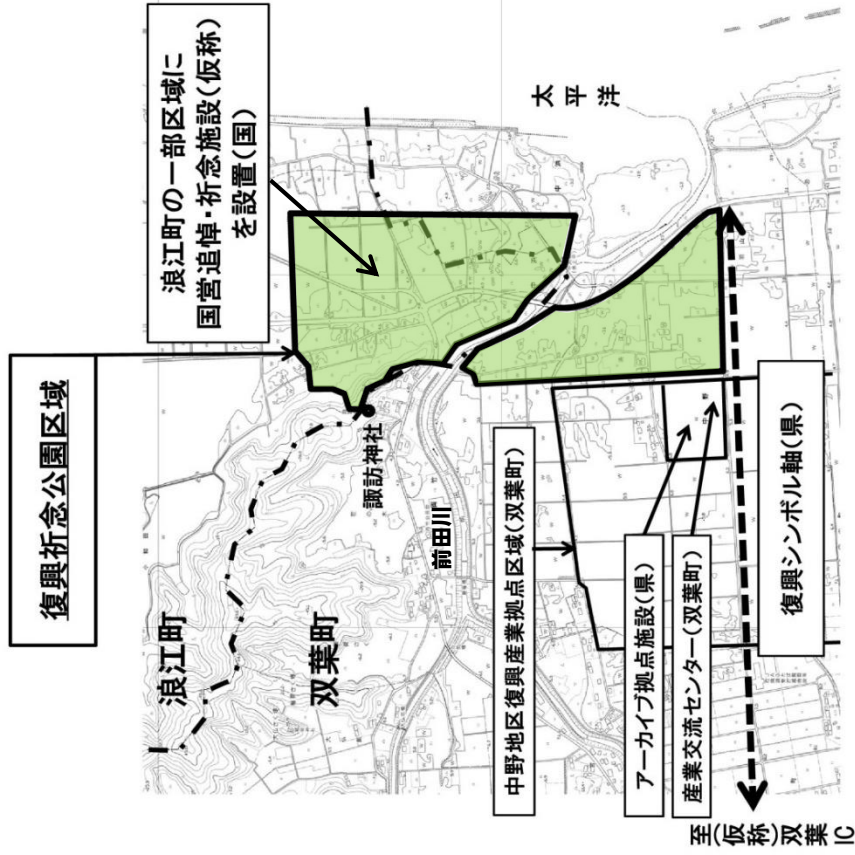 復興祈念公園区域
浪江町の一部区域に
国営追悼・祈念施設(仮称)
を設置(国)
浪江町
双葉町
諏訪神社
前田川
太平洋
中野地区復興産業拠点区域(双葉町)
アーカイブ拠点施設(県)
産業交流センター(双葉町)
復興シンボル軸(県)
至(仮称)双葉
IC